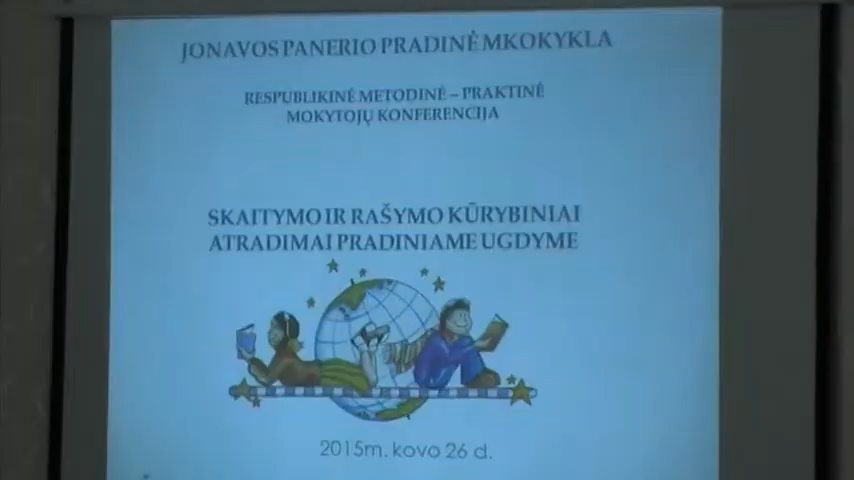 JONAVOS PANERIO PRADINĖ MKOKYKLA
RESPUBLIKINĖ METODINĖ – PRAKTINĖ
MOKYTOJŲ KONFERENCIJA
SKAITYMO IR RAŠYMO KŪRYBINIAI
ATRADIMAI PRADINIAME UGDYME
2015m. kovo 26 d.